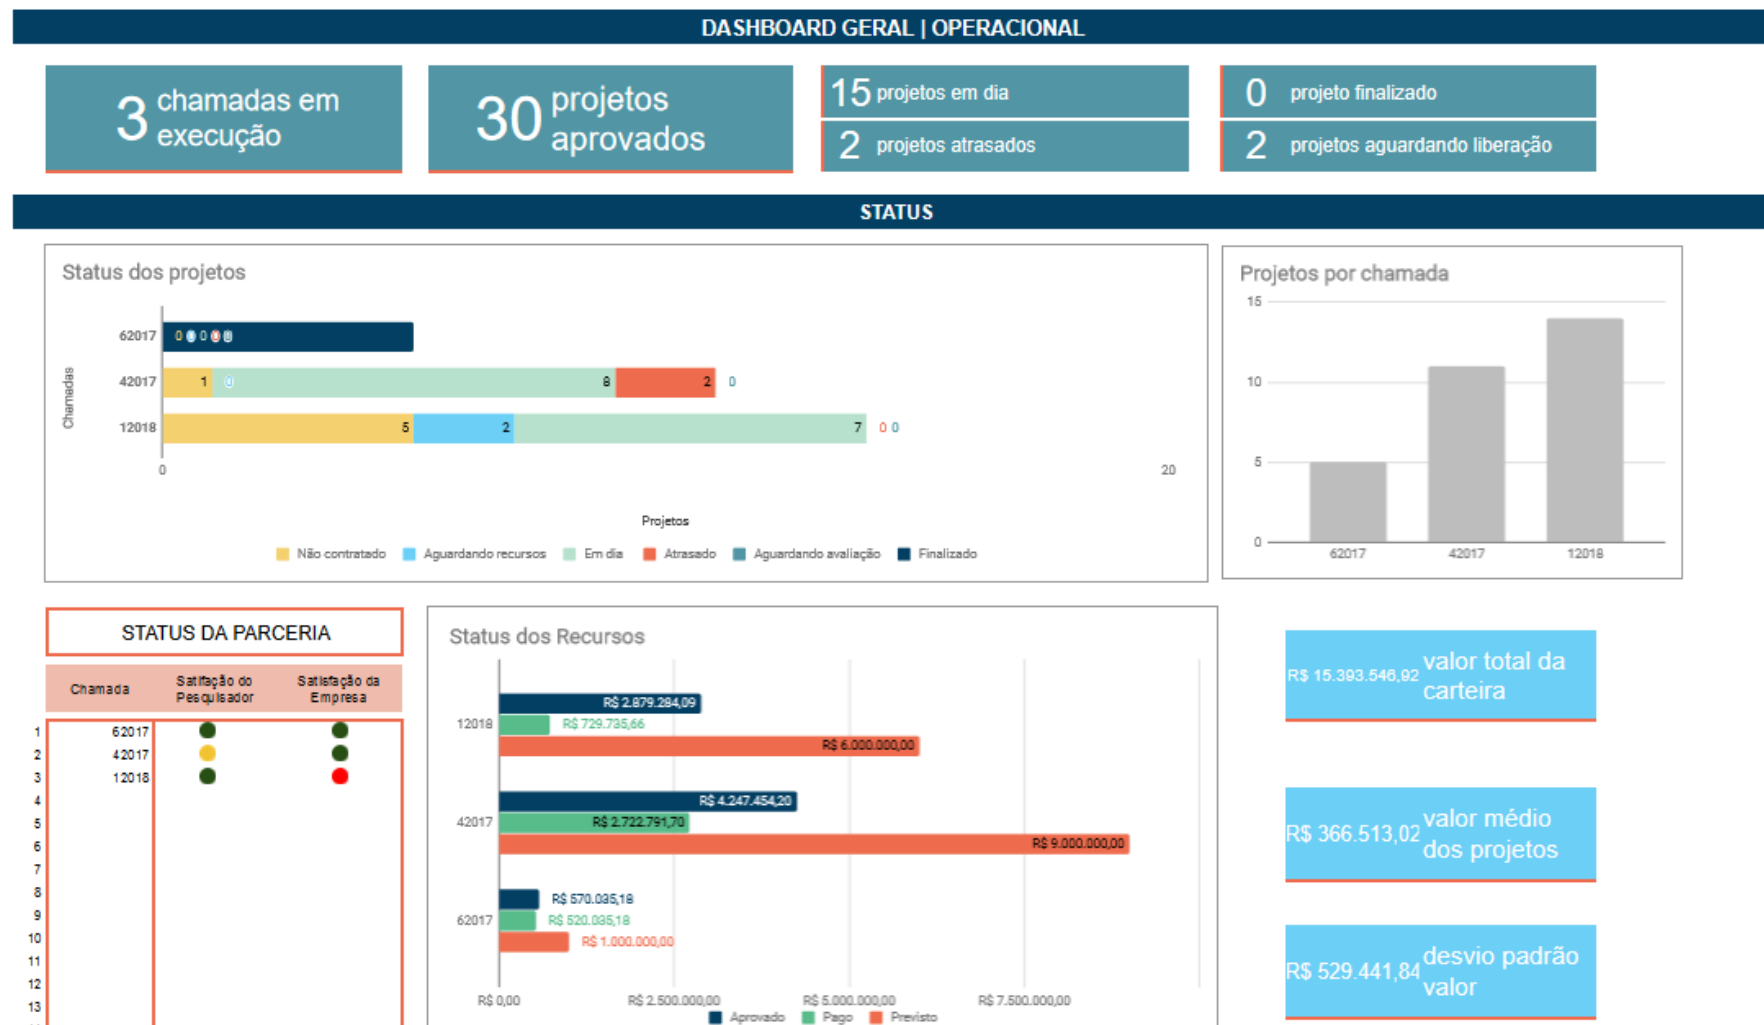 DASHBOARD GERAL | OPERACIONAL
3 chamadas em execução
30 projetos aprovados
15 projetos em dia
2 projetos atrasados
0 projeto finalizado
2 projetos aguardando liberação
STATUS
Status dos projetos
Chamadas
62017
0 0 0 0 0
42017
1 0 8 2 0
12018
5 2 7 0 0
0 20
Projetos
Não contratado Aguardando recursos Em dia Atrasado Aguardando avaliação Finalizado
Projetos por chamada
15
10
5
0
62017 42017 12018
STATUS DA PARCERIA
Chamada
Satifação do Pesquisador
Satisfação da Empresa
1 62017
2 42017
3 12018
4
5
6
7
8
9
10
11
12
13
Status dos Recursos
12018
R$ 2.879.284,09
R$ 729.735,66
R$ 6.000.000,00
42017
R$ 4.247.454,20
R$ 2.722.791,70
R$ 9.000.000,00
62017
R$ 570.035,18
R$ 520.035,18
R$ 1.000.000,00
R$ 0,00 R$ 2.500.000,00 R$ 5.000.000,00 R$ 7.500.000,00
Aprovado Pago Previsto
R$ 15.393.546,92 valor total da carteira
R$ 366.513,02 valor médio dos projetos
R$ 529.441,84 desvio padrão valor